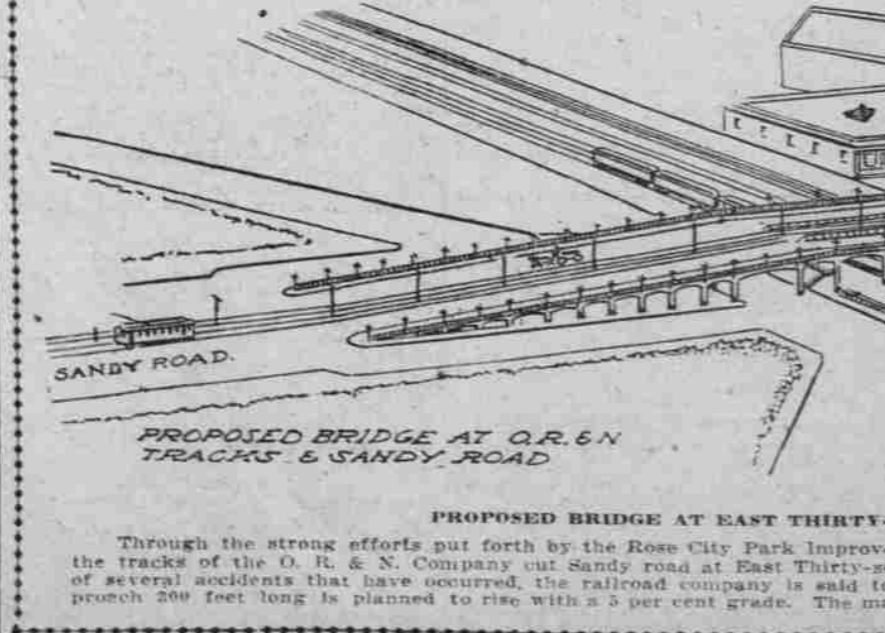 SANDY ROAD.
PROPOSED BRIDGE AT O.R.& N
TRACKS & SANDY ROAD
PROPOSED BRIDGE AT EAST THIRTY-
Through the strong efforts put forth by the Rose City Park Improv
the tracks of the O. R. & N. Company cut Sandy road at East Thirty-s
of several accidents that have occurred, the railroad company is said t
proach 200 feet long is planned to rise with a 5 per cent grade. The m